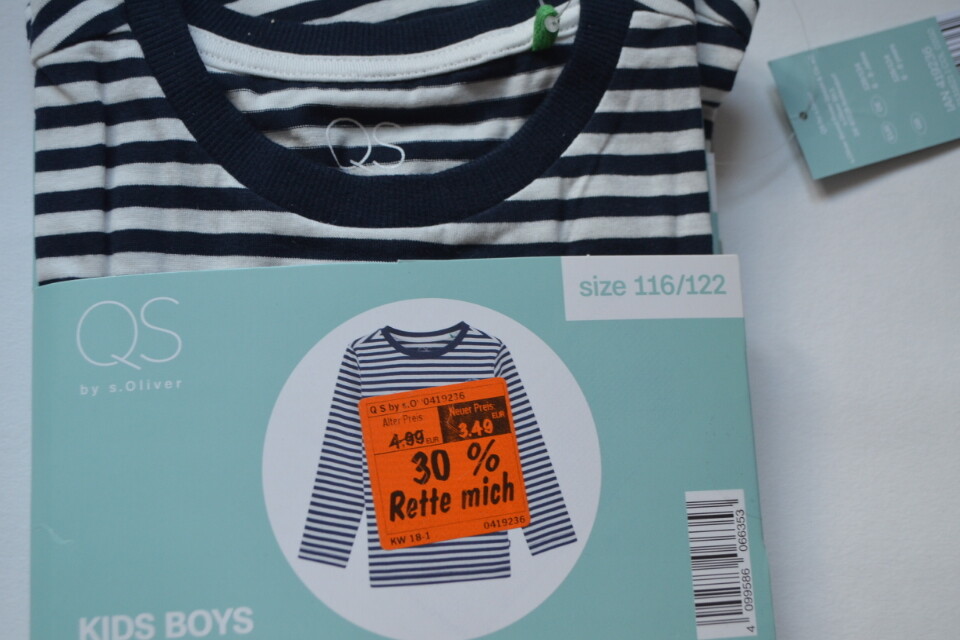 QS
size 116/122
QS
by s.Oliver
Q S by s.O' 0419236
Alter Preis:
4.99 EUR
Neuer Preis:
3.49 EUR
30 %
Rette mich
KW 18-1 0419236
4 099586 066353
KIDS BOYS